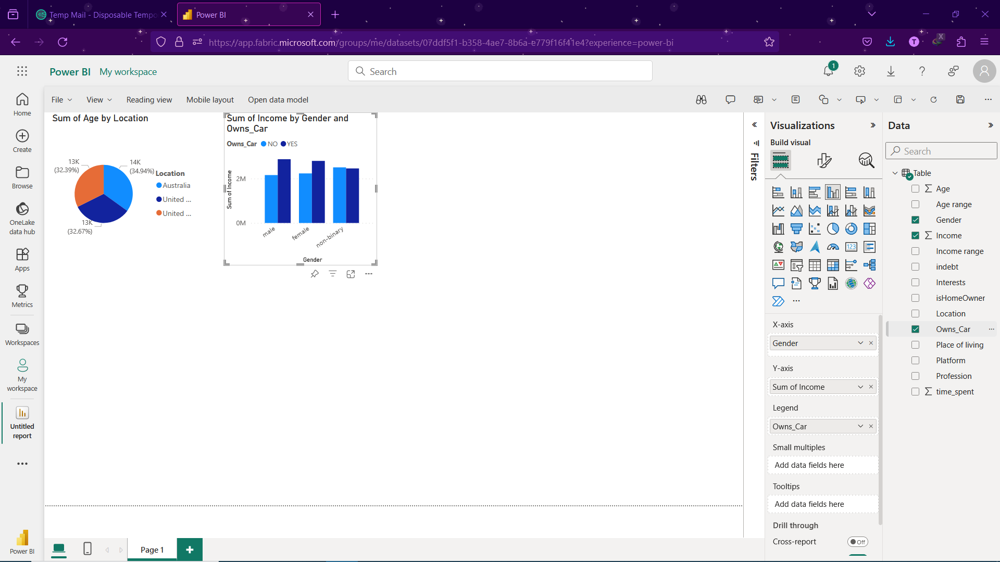 Temp Mail - Disposable Tempo
Power BI
https://app.fabric.microsoft.com/groups/me/datasets/07ddf5f1-b358-4ae7-8b6a-e779f16f41e4?experience=power-bi
T
X
Power BI My workspace
Search
1
File View Reading view Mobile layout Open data model
Home
Create
Browse
OneLake
data hub
Apps
Metrics
Workspaces
My
workspace
Untitled
report
Power BI
Sum of Age by Location
13K
(32.39%)
14K
(34.94%)
13K
(32.67%)
Location
Australia
United ...
United ...
Sum of Income by Gender and
Owns_Car
Owns_Car NO YES
Sum of Income
2M
0M
male
female
non-binary
Gender
Filters
Visualizations
Build visual
123
X-axis
Gender
Y-axis
Sum of Income
Legend
Owns_Car
Small multiples
Add data fields here
Tooltips
Add data fields here
Drill through
Cross-report
Off
Data
Search
Table
Age
Age range
Gender
Income
Income range
indebt
Interests
isHomeOwner
Location
Owns_Car
Place of living
Platform
Profession
time_spent
Page 1